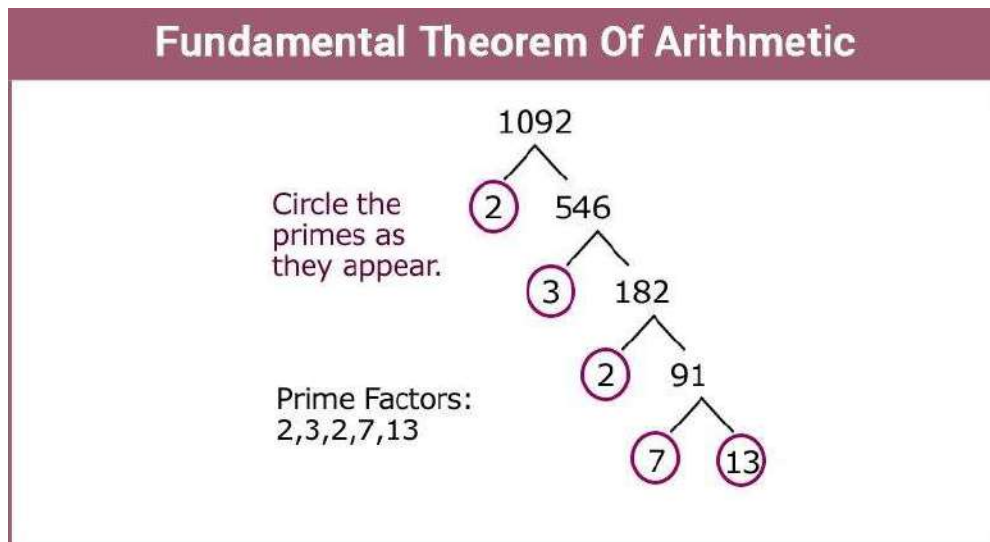 Fundamental Theorem Of Arithmetic
1092
2 546
Circle the
primes as
they appear.
3 182
2 91
Prime Factors:
2,3,2,7,13
7 13